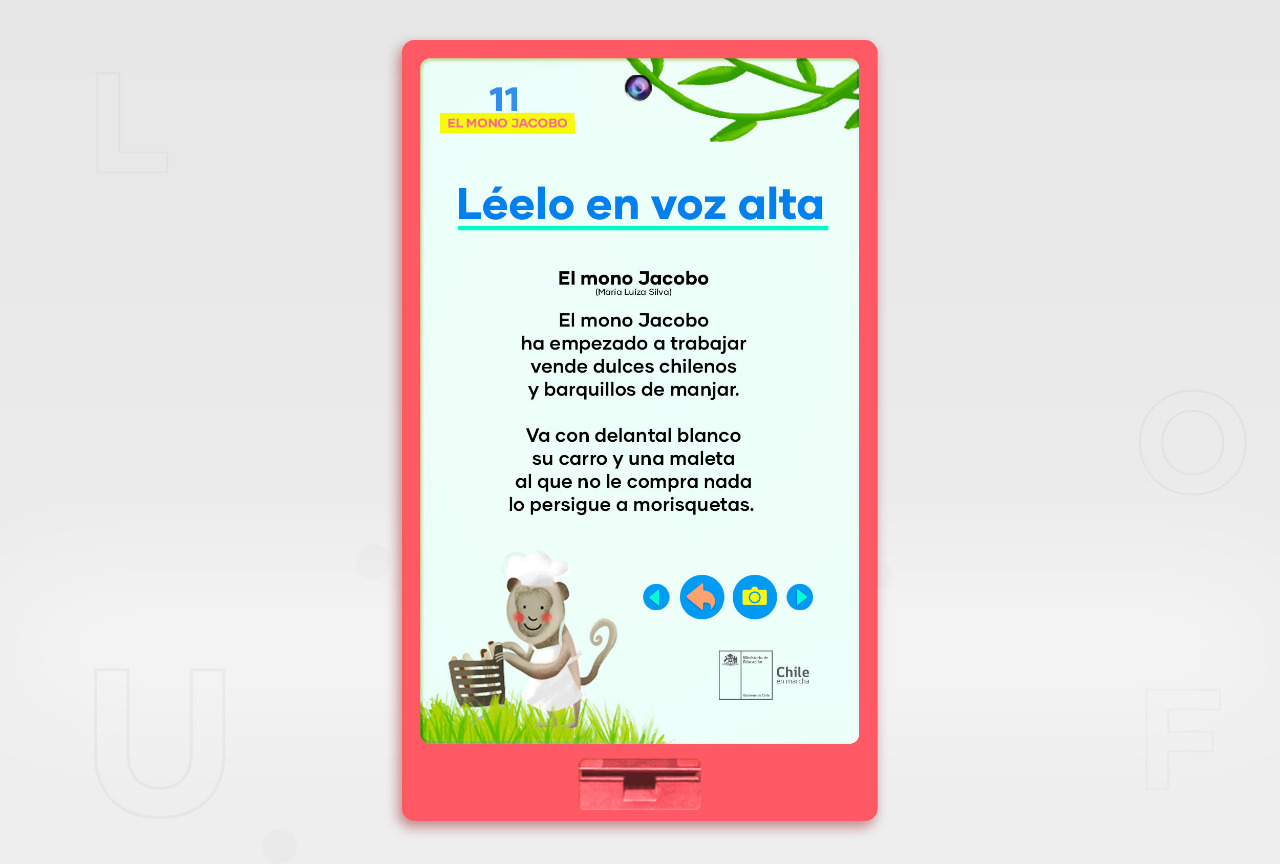 11
EL MONO JACOBO
Léelo en voz alta
El mono Jacobo
(María Luiza Silva)
El mono Jacobo
ha empezado a trabajar
vende dulces chilenos
y barquillos de manjar.
Va con delantal blanco
su carro y una maleta
al que no le compra nada
lo persigue a morisquetas.
Ministerio de
Educación
Gobierno de Chile
Chile
en marcha
L
O
U
F